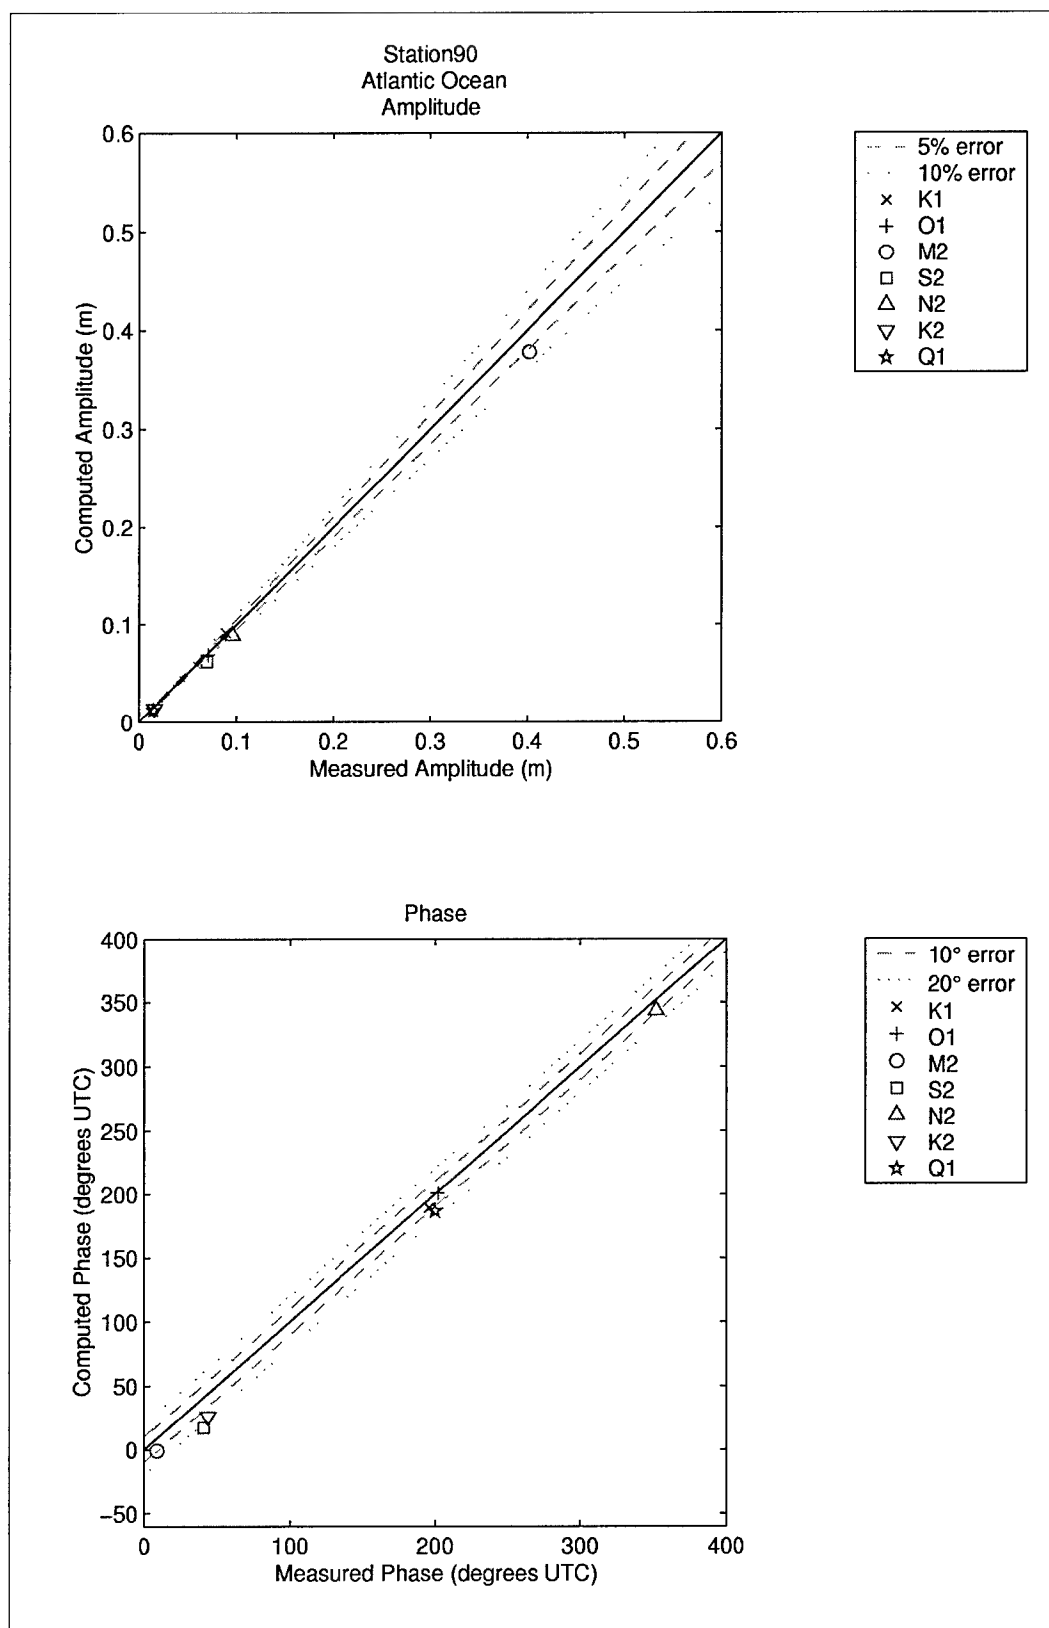 Station90
Atlantic Ocean
Amplitude
0.6
0.5
0.4
0.3
0.2
0.1
0
Computed Amplitude (m)
0 0.1 0.2 0.3 0.4 0.5 0.6
Measured Amplitude (m)
5% error
10% error
K1
O1
M2
S2
N2
K2
Q1
Phase
400
350
300
250
200
150
100
50
0
−50
Computed Phase (degrees UTC)
0 100 200 300 400
Measured Phase (degrees UTC)
10° error
20° error
K1
O1
M2
S2
N2
K2
Q1